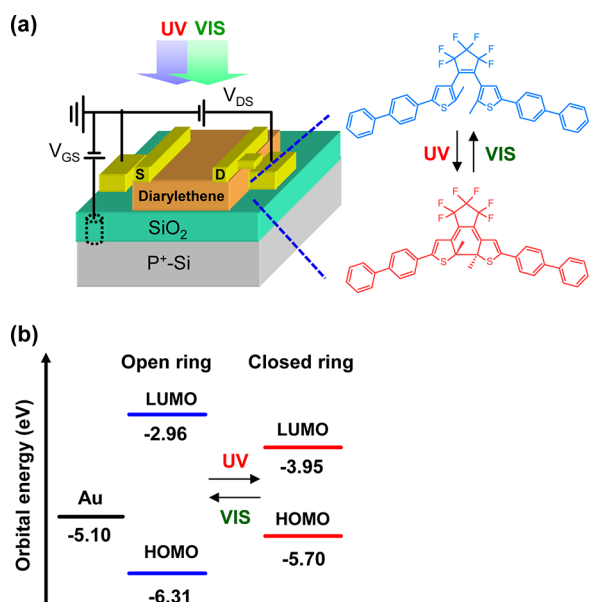 (a)
UV VIS
V_DS
V_GS
S
D
Diarylethene
SiO₂
P⁺-Si
F F F F F F
S S
UV VIS
F F F F F F
S S
(b)
Orbital energy (eV)
Open ring
Closed ring
LUMO
-2.96
LUMO
-3.95
UV
VIS
Au
-5.10
HOMO
-6.31
HOMO
-5.70